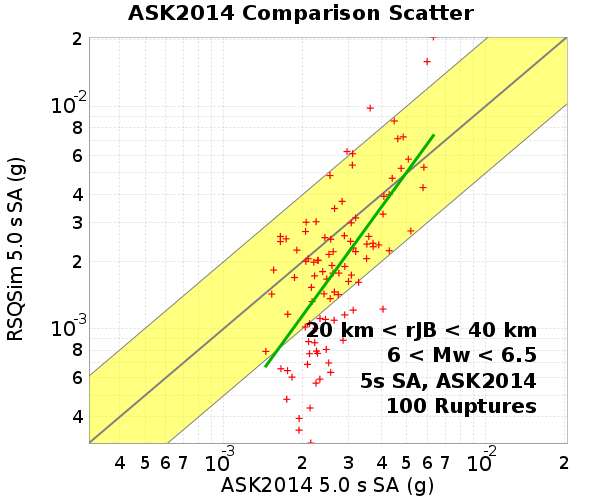 ASK2014 Comparison Scatter
RSQSim 5.0 s SA (g)
2
10-2
8
6
4
3
2
10-3
8
6
4
20 km < rJB < 40 km
6 < Mw < 6.5
5s SA, ASK2014
100 Ruptures
4 5 6 7 10-3 2 3 4 5 6 7 10-2 2
ASK2014 5.0 s SA (g)